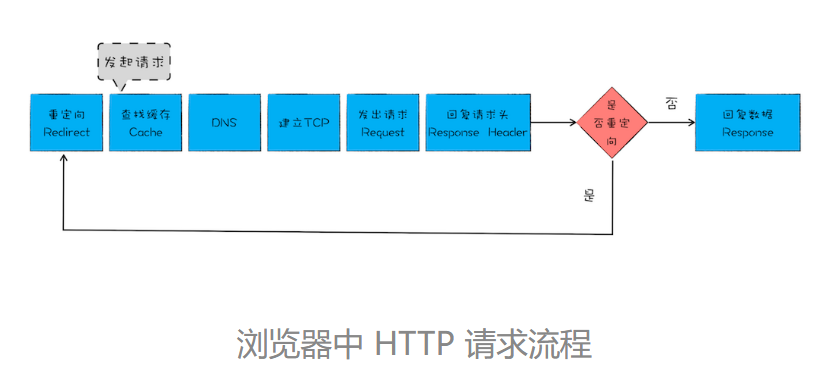 发起请求
重定向
Redirect
查找缓存
Cache
DNS
建立TCP
发出请求
Request
回复请求头
Response Header
是
否重定
向
否
回复数据
Response
是
浏览器中 HTTP 请求流程